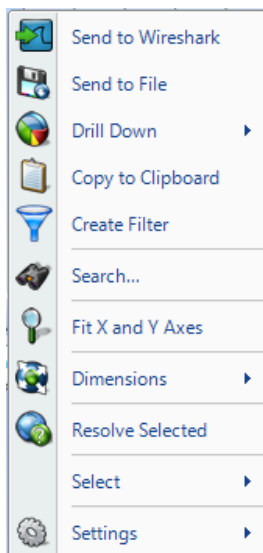 Send to Wireshark
Send to File
Drill Down
Copy to Clipboard
Create Filter
Search...
Fit X and Y Axes
Dimensions
Resolve Selected
Select
Settings